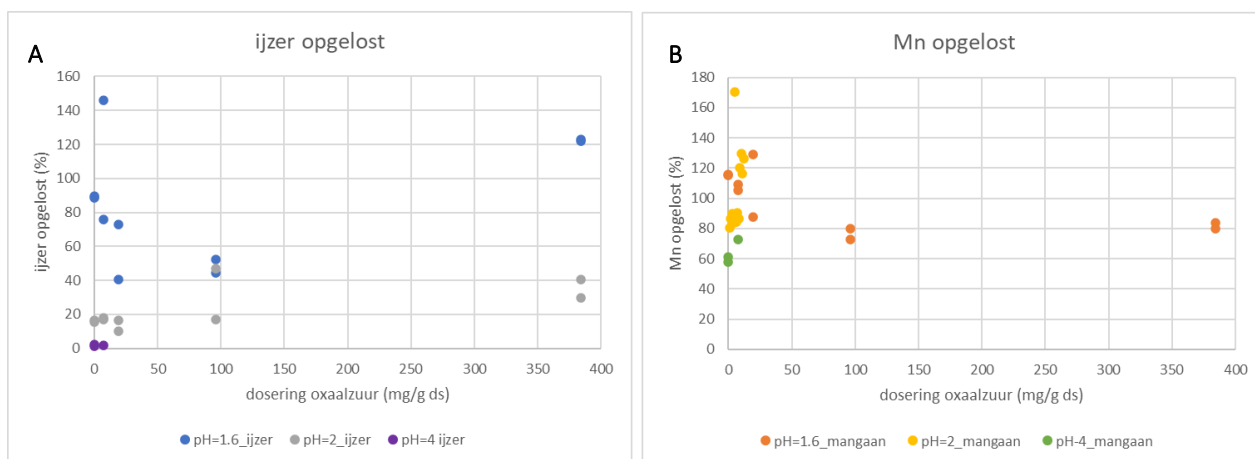 A
ijzer opgelost
160
140
120
100
80
60
40
20
0
ijzer opgelost (%)
0 50 100 150 200 250 300 350 400
dosering oxaalzuur (mg/g ds)
pH=1.6_ijzer pH=2_ijzer pH=4 ijzer
B
Mn opgelost
180
160
140
120
100
80
60
40
20
0
Mn opgelost (%)
0 50 100 150 200 250 300 350 400
dosering oxaalzuur (mg/g ds)
pH=1.6_mangaan pH=2_mangaan pH-4_mangaan